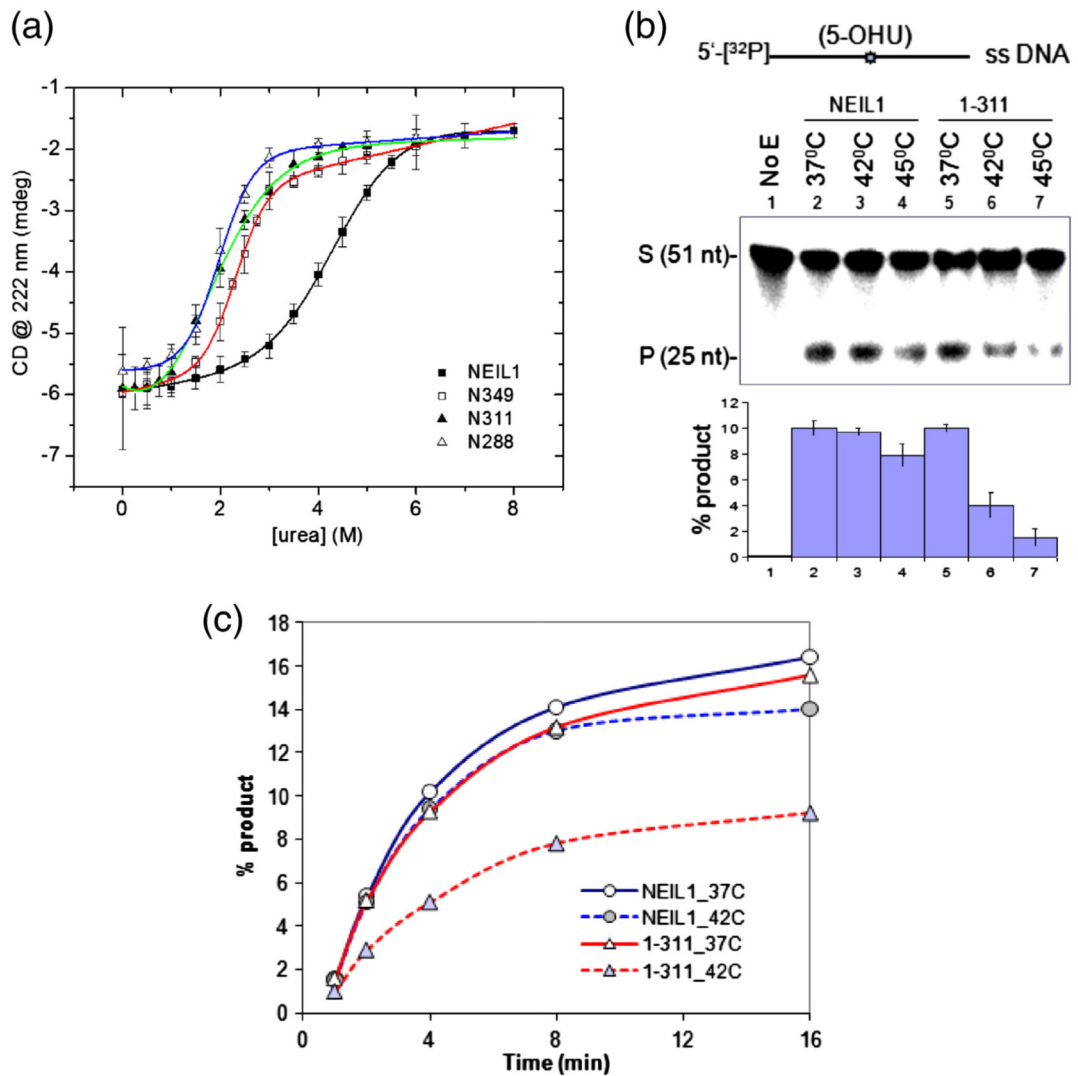 (a)
-1
-2
-3
-4
-5
-6
-7
CD @ 222 nm (mdeg)
NEIL1
N349
N311
N288
0 2 4 6 8
[urea] (M)
(b)
(5-OHU)
5‘-[³²P] ss DNA
NEIL1 1-311
No E 37⁰C 42⁰C 45⁰C 37⁰C 42⁰C 45⁰C
1 2 3 4 5 6 7
S (51 nt)-
P (25 nt)-
12
10
8
6
4
2
0
% product
1 2 3 4 5 6 7
(c)
18
16
14
12
10
8
6
4
2
0
% product
NEIL1_37C
NEIL1_42C
1-311_37C
1-311_42C
0 4 8 12 16
Time (min)